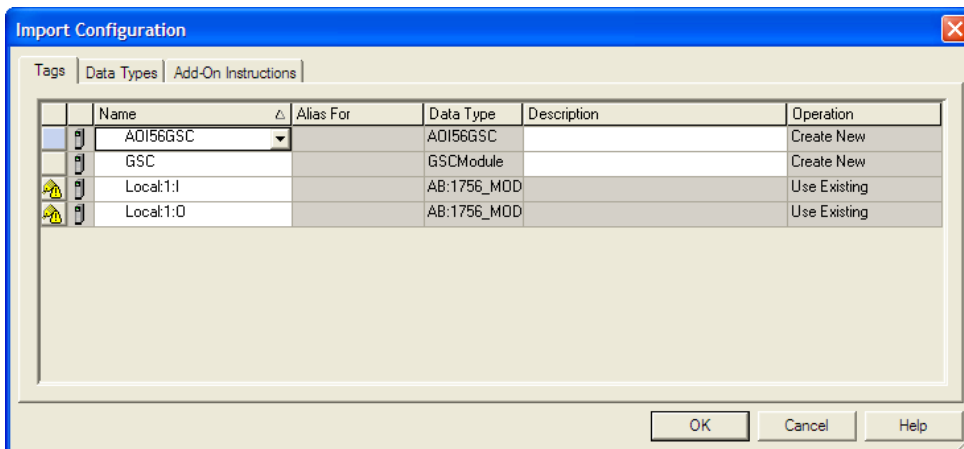 Import Configuration
Tags Data Types Add-On Instructions
Name Alias For Data Type Description Operation
AOI56GSC AOI56GSC Create New
GSC GSCModule Create New
Local:1:I AB:1756_MOD Use Existing
Local:1:O AB:1756_MOD Use Existing
OK Cancel Help